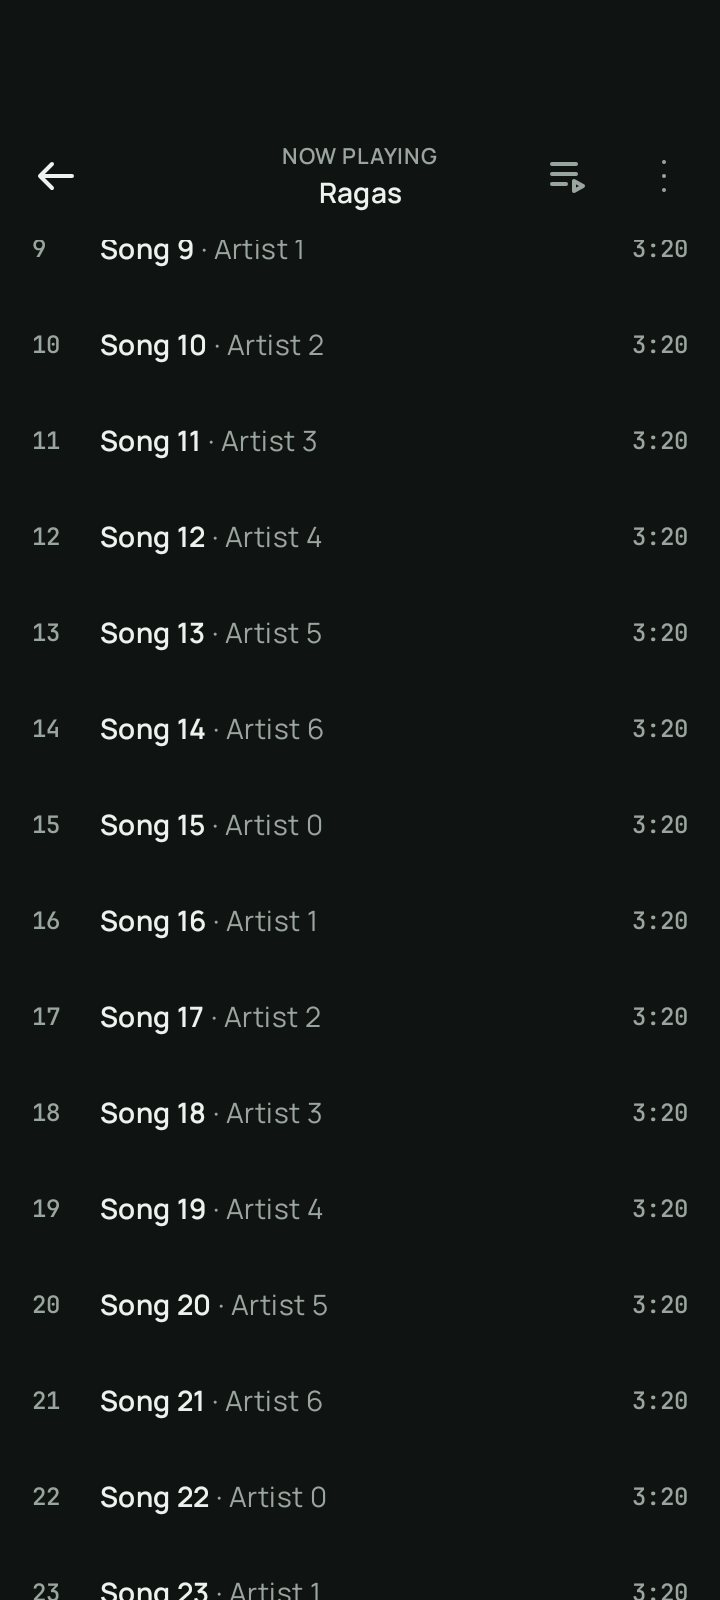 NOW PLAYING
Ragas
9 Song 9 · Artist 1 3:20
10 Song 10 · Artist 2 3:20
11 Song 11 · Artist 3 3:20
12 Song 12 · Artist 4 3:20
13 Song 13 · Artist 5 3:20
14 Song 14 · Artist 6 3:20
15 Song 15 · Artist 0 3:20
16 Song 16 · Artist 1 3:20
17 Song 17 · Artist 2 3:20
18 Song 18 · Artist 3 3:20
19 Song 19 · Artist 4 3:20
20 Song 20 · Artist 5 3:20
21 Song 21 · Artist 6 3:20
22 Song 22 · Artist 0 3:20
23 Song 23 · Artist 1 3:20